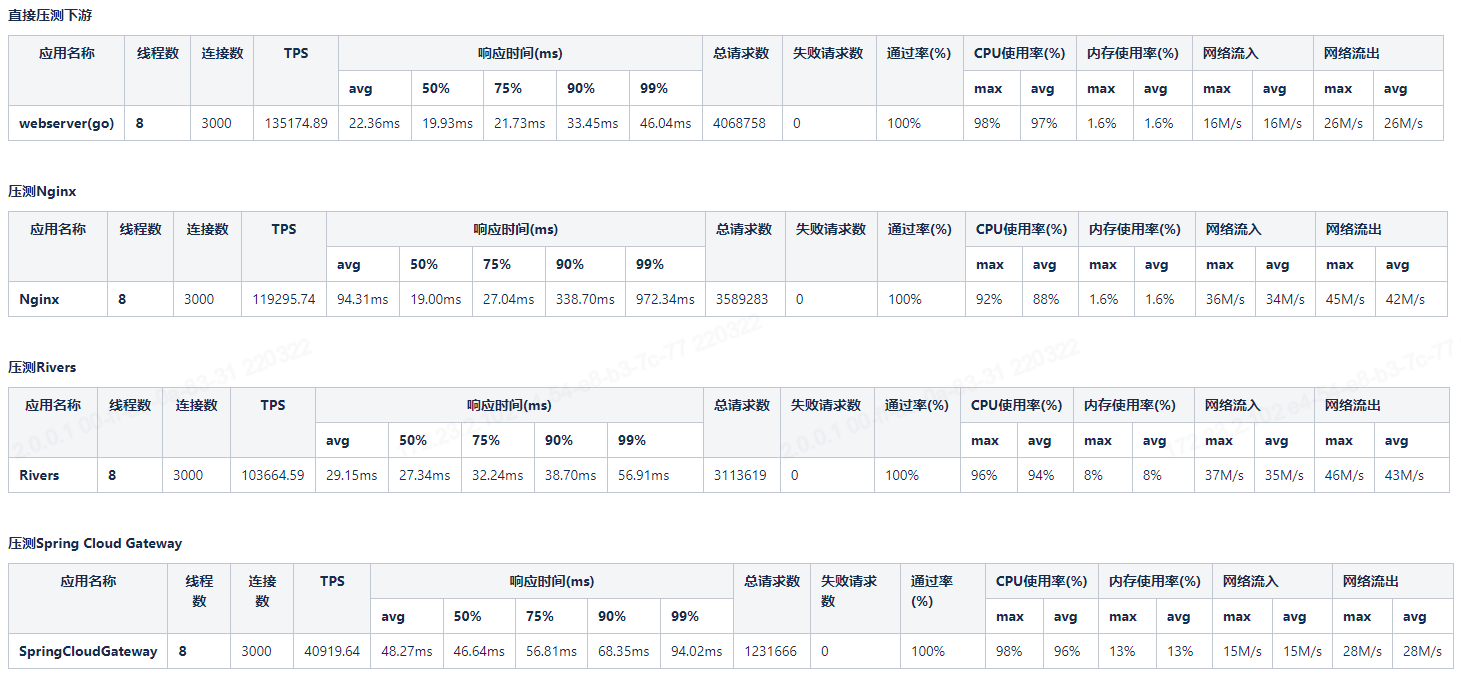 直接压测下游
应用名称 线程数 连接数 TPS 响应时间(ms) 总请求数 失败请求数 通过率(%) CPU使用率(%) 内存使用率(%) 网络流入 网络流出
avg 50% 75% 90% 99% max avg max avg max avg max avg
webserver(go) 8 3000 135174.89 22.36ms 19.93ms 21.73ms 33.45ms 46.04ms 4068758 0 100% 98% 97% 1.6% 1.6% 16M/s 16M/s 26M/s 26M/s
压测Nginx
应用名称 线程数 连接数 TPS 响应时间(ms) 总请求数 失败请求数 通过率(%) CPU使用率(%) 内存使用率(%) 网络流入 网络流出
avg 50% 75% 90% 99% max avg max avg max avg max avg
Nginx 8 3000 119295.74 94.31ms 19.00ms 27.04ms 338.70ms 972.34ms 3589283 0 100% 92% 88% 1.6% 1.6% 36M/s 34M/s 45M/s 42M/s
压测Rivers
应用名称 线程数 连接数 TPS 响应时间(ms) 总请求数 失败请求数 通过率(%) CPU使用率(%) 内存使用率(%) 网络流入 网络流出
avg 50% 75% 90% 99% max avg max avg max avg max avg
Rivers 8 3000 103664.59 29.15ms 27.34ms 32.24ms 38.70ms 56.91ms 3113619 0 100% 96% 94% 8% 8% 37M/s 35M/s 46M/s 43M/s
压测Spring Cloud Gateway
应用名称 线程 连接 TPS 响应时间(ms) 总请求数 失败请求 通过率 CPU使用率(%) 内存使用率(%) 网络流入 网络流出
数 数 数 (%)
avg 50% 75% 90% 99% max avg max avg max avg max avg
SpringCloudGateway 8 3000 40919.64 48.27ms 46.64ms 56.81ms 68.35ms 94.02ms 1231666 0 100% 98% 96% 13% 13% 15M/s 15M/s 28M/s 28M/s